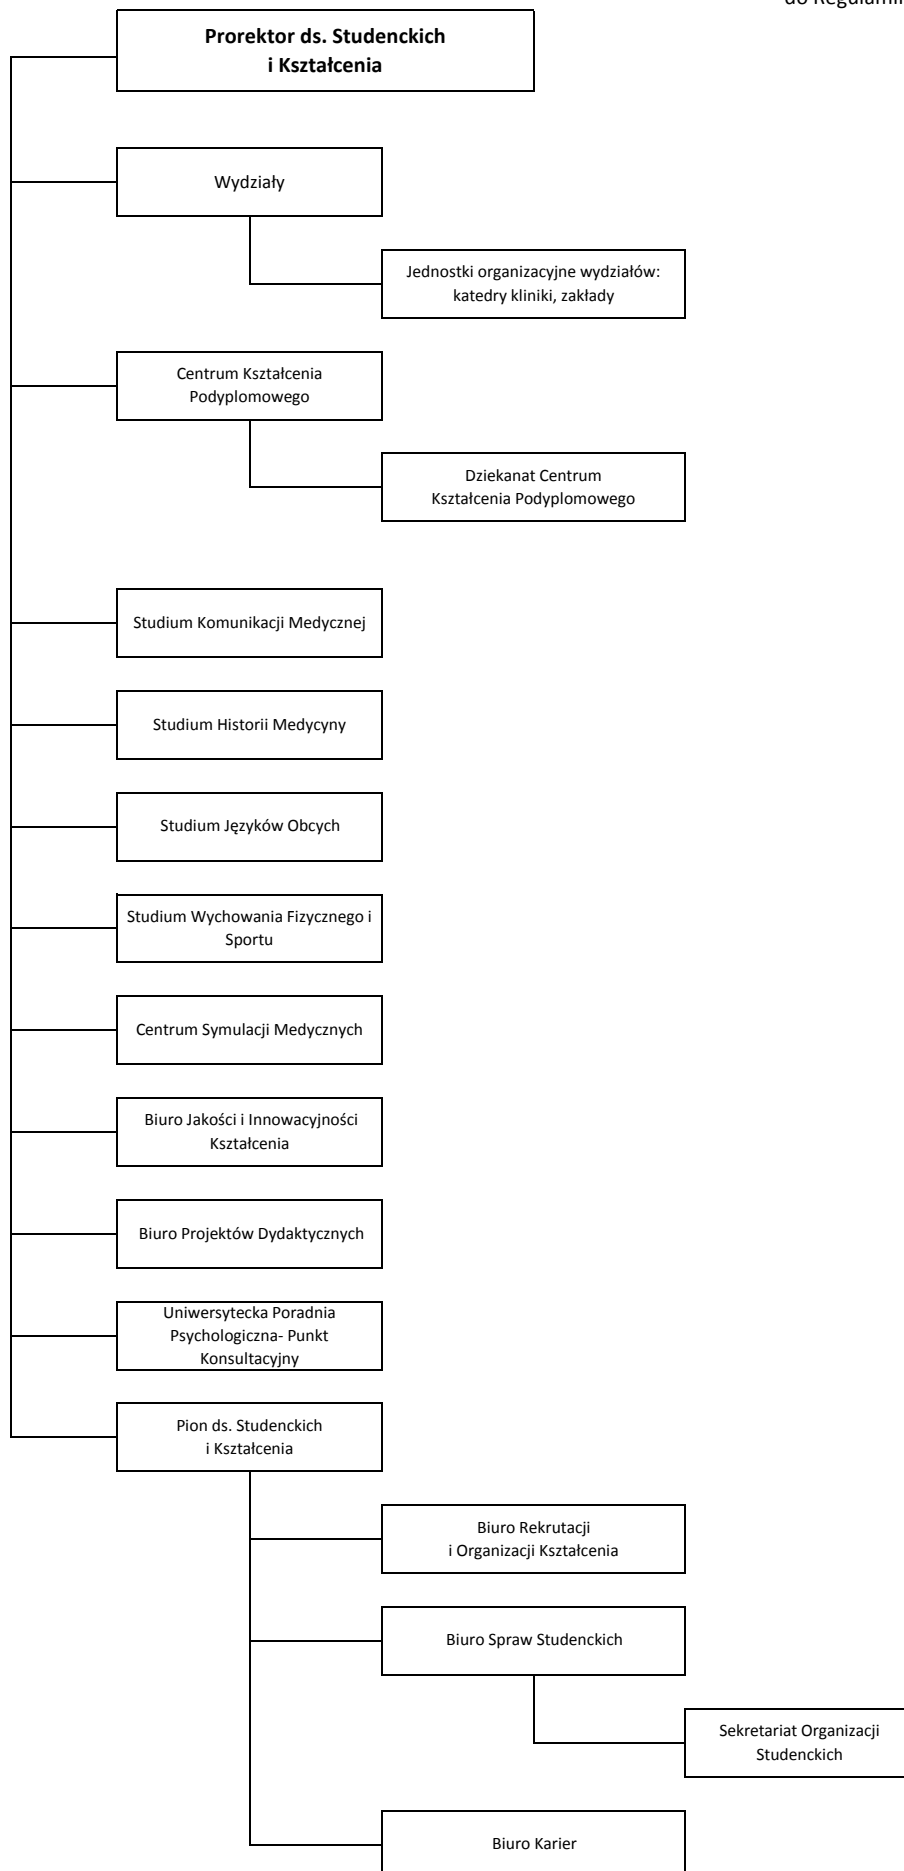 do Regulamin
Prorektor ds. Studenckich
i Kształcenia
Wydziały
Jednostki organizacyjne wydziałów:
katedry kliniki, zakłady
Centrum Kształcenia
Podyplomowego
Dziekanat Centrum
Kształcenia Podyplomowego
Studium Komunikacji Medycznej
Studium Historii Medycyny
Studium Języków Obcych
Studium Wychowania Fizycznego i
Sportu
Centrum Symulacji Medycznych
Biuro Jakości i Innowacyjności
Kształcenia
Biuro Projektów Dydaktycznych
Uniwersytecka Poradnia
Psychologiczna- Punkt
Konsultacyjny
Pion ds. Studenckich
i Kształcenia
Biuro Rekrutacji
i Organizacji Kształcenia
Biuro Spraw Studenckich
Sekretariat Organizacji
Studenckich
Biuro Karier